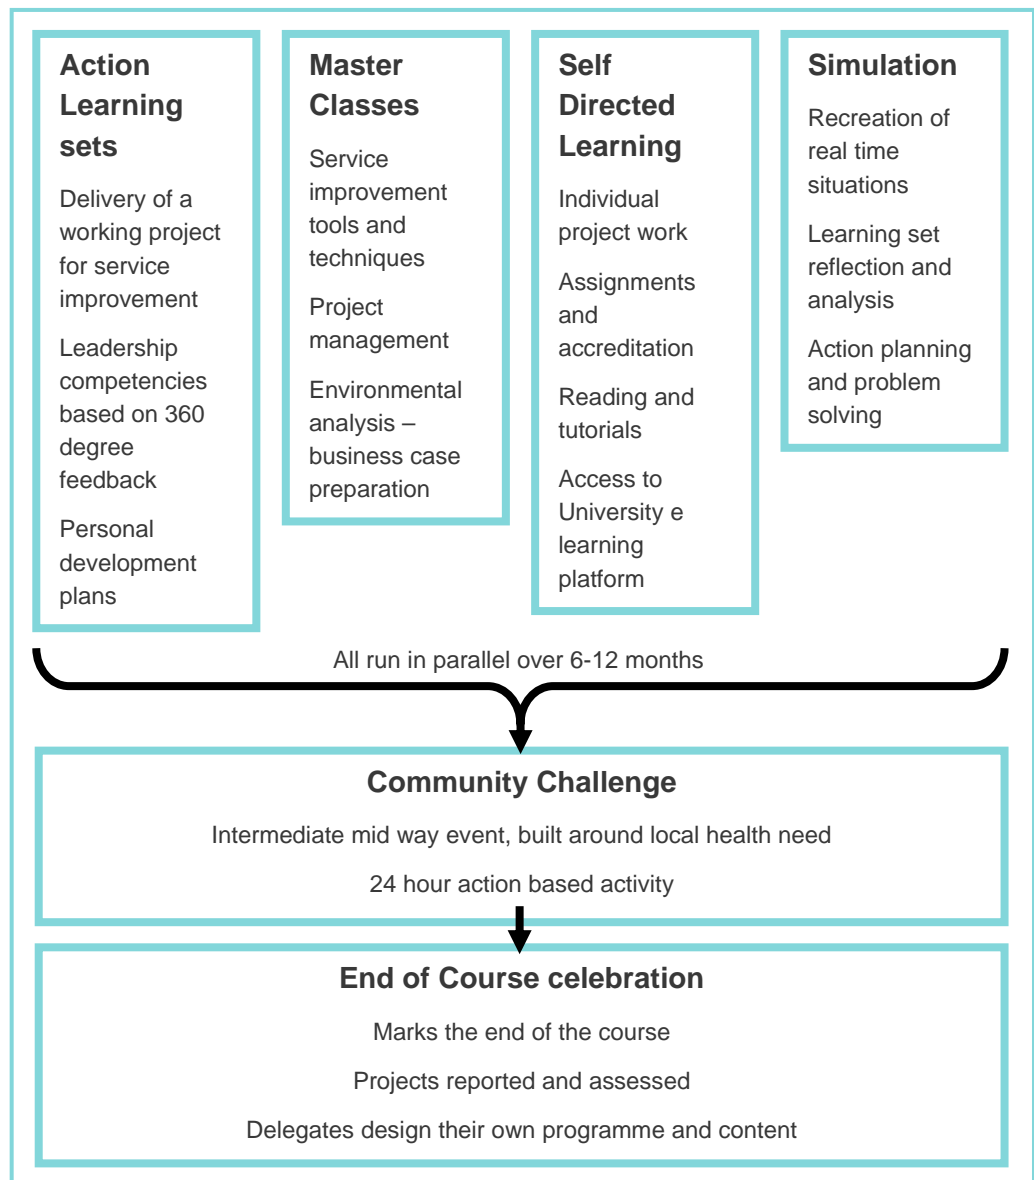 Action
Learning
sets
Delivery of a
working project
for service
improvement
Leadership
competencies
based on 360
degree
feedback
Personal
development
plans
Master
Classes
Service
improvement
tools and
techniques
Project
management
Environmental
analysis –
business case
preparation
Self
Directed
Learning
Individual
project work
Assignments
and
accreditation
Reading and
tutorials
Access to
University e
learning
platform
Simulation
Recreation of
real time
situations
Learning set
reflection and
analysis
Action planning
and problem
solving
All run in parallel over 6-12 months
Community Challenge
Intermediate mid way event, built around local health need
24 hour action based activity
End of Course celebration
Marks the end of the course
Projects reported and assessed
Delegates design their own programme and content